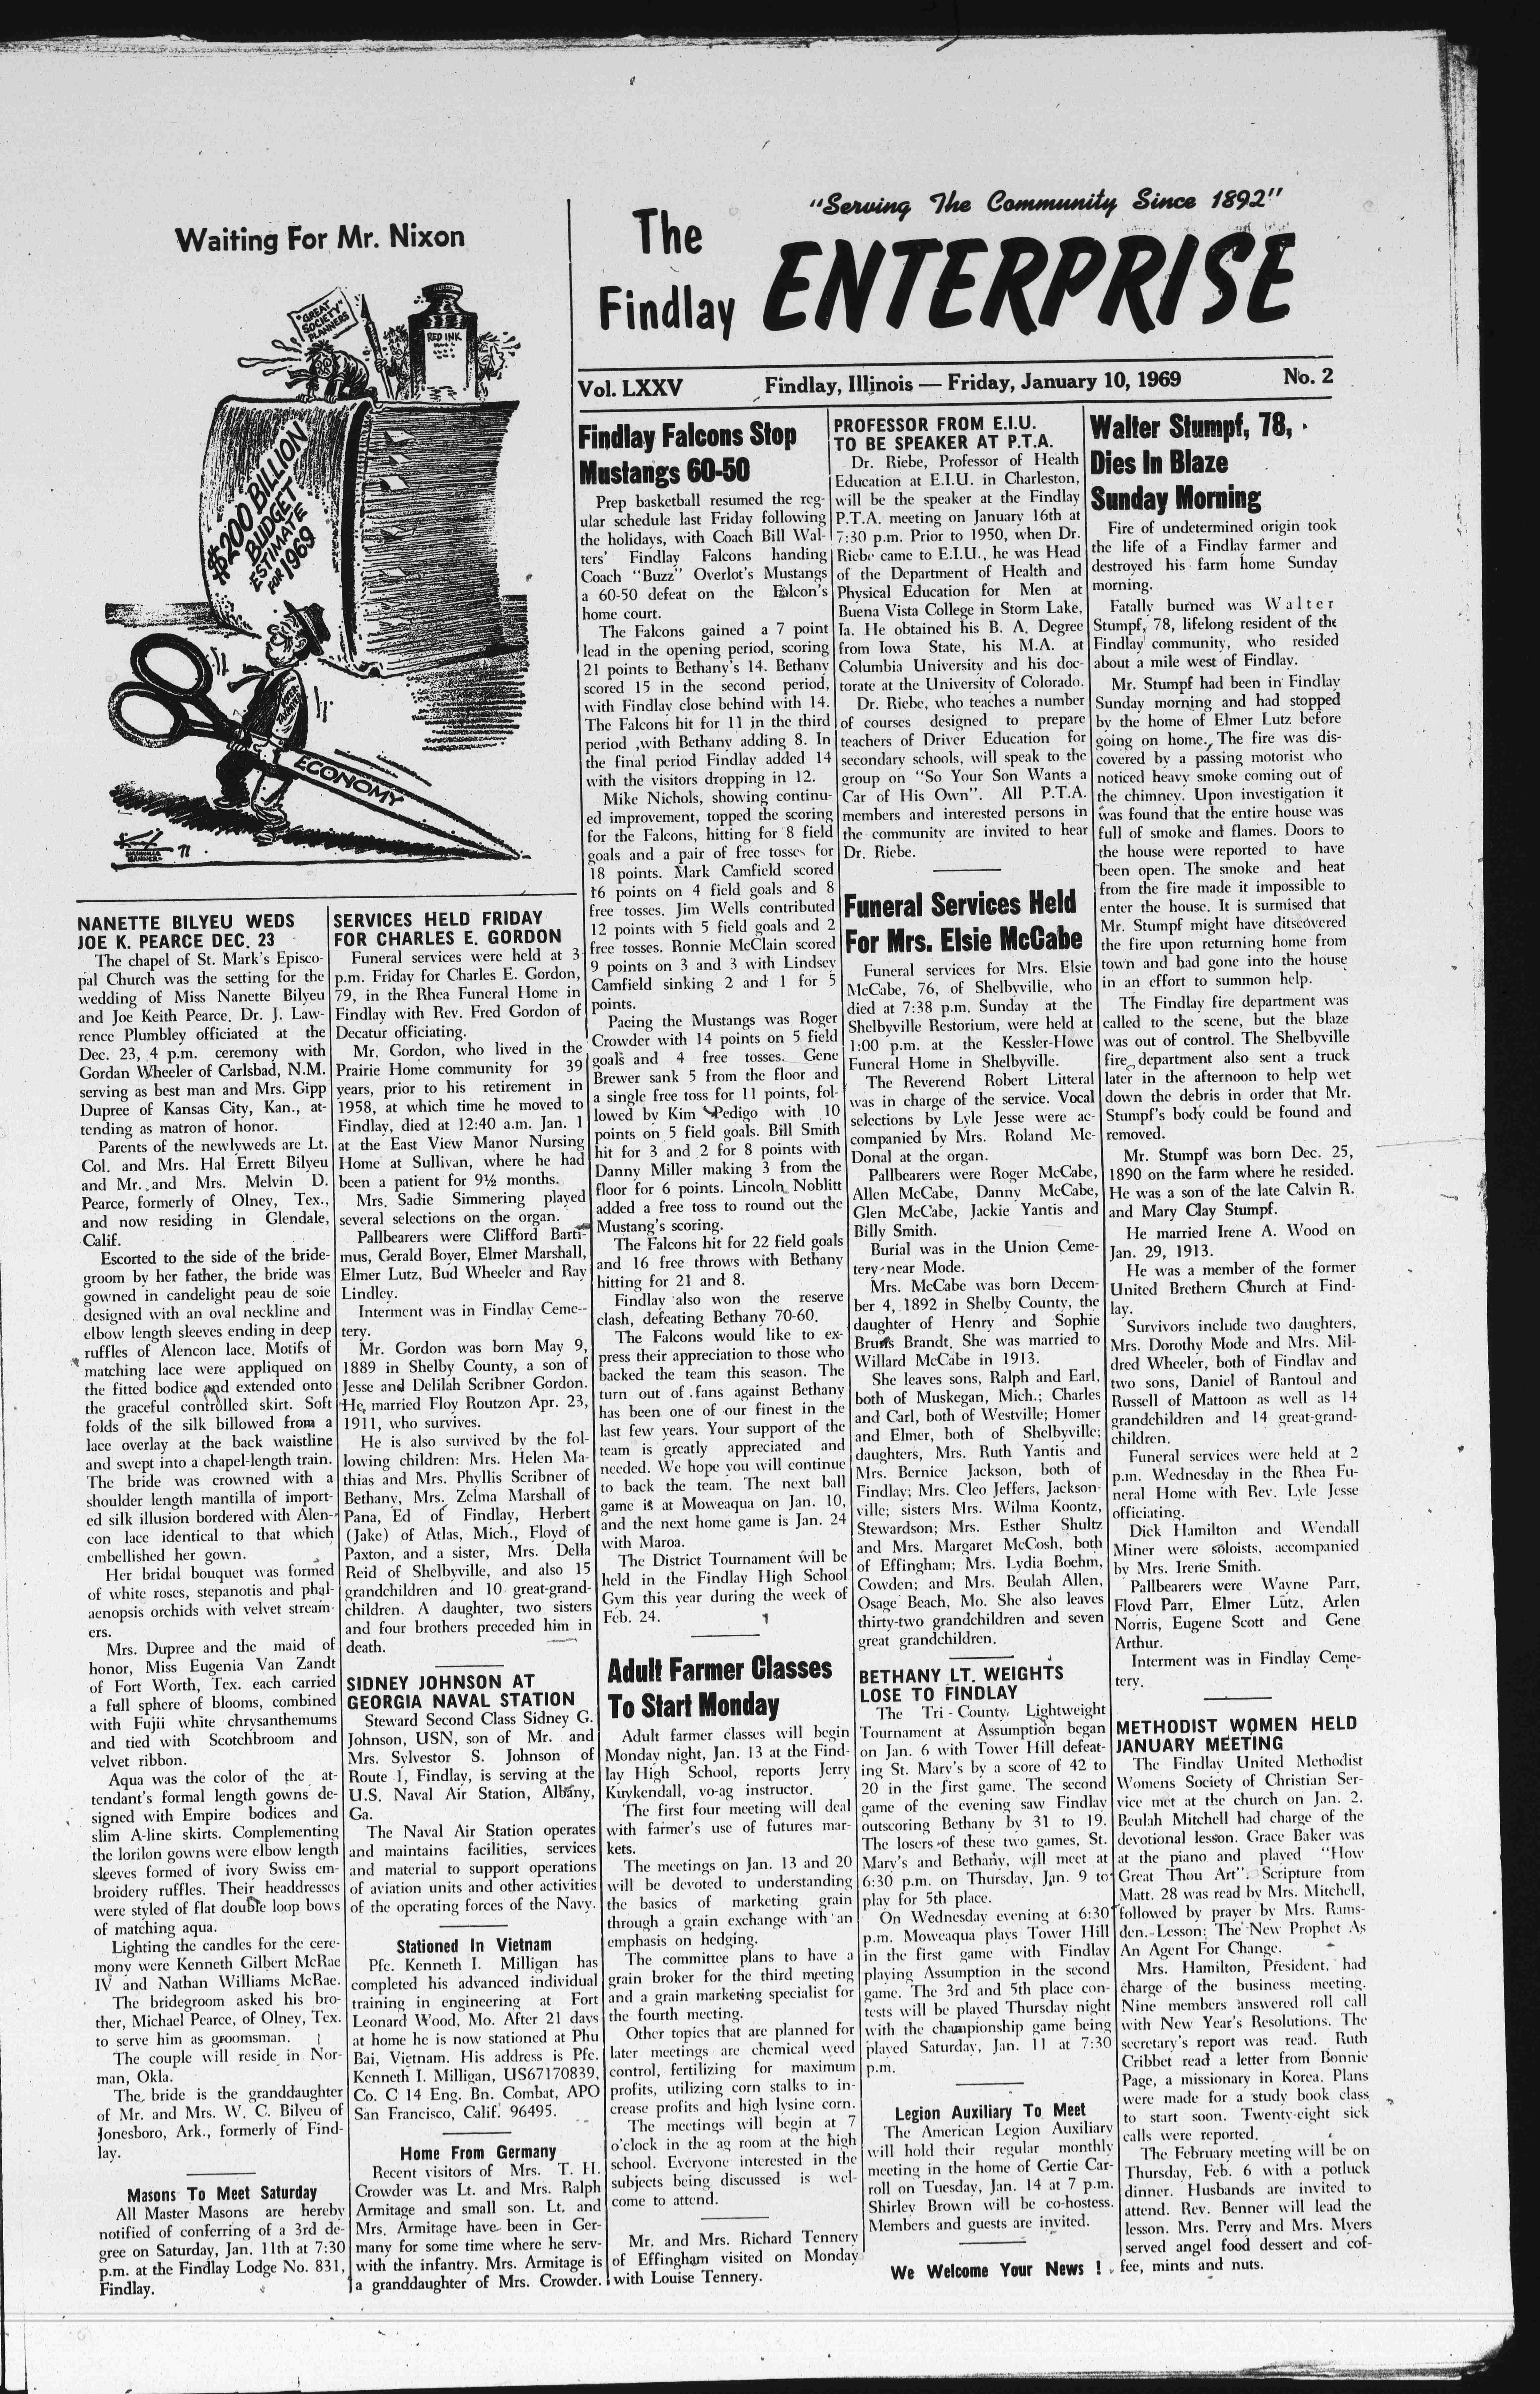 "Serving The Community Since 1892"
The
Findlay
ENTERPRISE
Vol. LXXV
Findlay, Illinois — Friday, January 10, 1969
No. 2
Waiting For Mr. Nixon
"GREAT
SOCIETY"
PLANNERS
RED INK
$200 BILLION
BUDGET
ESTIMATE
FOR 1969
ECONOMY
NASHVILLE
BANNER
NANETTE BILYEU WEDS
JOE K. PEARCE DEC. 23
The chapel of St. Mark's Episco-
pal Church was the setting for the
wedding of Miss Nanette Bilyeu
and Joe Keith Pearce. Dr. J. Law-
rence Plumbley officiated at the
Dec. 23, 4 p.m. ceremony with
Gordan Wheeler of Carlsbad, N.M.
serving as best man and Mrs. Gipp
Dupree of Kansas City, Kan., at-
tending as matron of honor.
Parents of the newlyweds are Lt.
Col. and Mrs. Hal Errett Bilyeu
and Mr. and Mrs. Melvin D.
Pearce, formerly of Olney, Tex.,
and now residing in Glendale,
Calif.
Escorted to the side of the bride-
groom by her father, the bride was
gowned in candelight peau de soie
designed with an oval neckline and
elbow length sleeves ending in deep
ruffles of Alencon lace. Motifs of
matching lace were appliqued on
the fitted bodice and extended onto
the graceful controlled skirt. Soft
folds of the silk billowed from a
lace overlay at the back waistline
and swept into a chapel-length train.
The bride was crowned with a
shoulder length mantilla of import-
ed silk illusion bordered with Alen-
con lace identical to that which
embellished her gown.
Her bridal bouquet was formed
of white roses, stepanotis and phal-
aenopsis orchids with velvet stream-
ers.
Mrs. Dupree and the maid of
honor, Miss Eugenia Van Zandt
of Fort Worth, Tex. each carried
a full sphere of blooms, combined
with Fujii white chrysanthemums
and tied with Scotchbroom and
velvet ribbon.
Aqua was the color of the at-
tendant's formal length gowns de-
signed with Empire bodices and
slim A-line skirts. Complementing
the lorilon gowns were elbow length
sleeves formed of ivory Swiss em-
broidery ruffles. Their headdresses
were styled of flat double loop bows
of matching aqua.
Lighting the candles for the cere-
mony were Kenneth Gilbert McRae
IV and Nathan Williams McRae.
The bridegroom asked his bro-
ther, Michael Pearce, of Olney, Tex.
to serve him as groomsman.
The couple will reside in Nor-
man, Okla.
The bride is the granddaughter
of Mr. and Mrs. W. C. Bilyeu of
Jonesboro, Ark., formerly of Find-
lay.
Masons To Meet Saturday
All Master Masons are hereby
notified of conferring of a 3rd de-
gree on Saturday, Jan. 11th at 7:30
p.m. at the Findlay Lodge No. 831,
Findlay.
SERVICES HELD FRIDAY
FOR CHARLES E. GORDON
Funeral services were held at 3
p.m. Friday for Charles E. Gordon,
79, in the Rhea Funeral Home in
Findlay with Rev. Fred Gordon of
Decatur officiating.
Mr. Gordon, who lived in the
Prairie Home community for 39
years, prior to his retirement in
1958, at which time he moved to
Findlay, died at 12:40 a.m. Jan. 1
at the East View Manor Nursing
Home at Sullivan, where he had
been a patient for 9½ months.
Mrs. Sadie Simmering played
several selections on the organ.
Pallbearers were Clifford Barti-
mus, Gerald Boyer, Elmer Marshall,
Elmer Lutz, Bud Wheeler and Ray
Lindley.
Interment was in Findlay Ceme--
tery.
Mr. Gordon was born May 9,
1889 in Shelby County, a son of
Jesse and Delilah Scribner Gordon.
He married Floy Routzon Apr. 23,
1911, who survives.
He is also survived by the fol-
lowing children: Mrs. Helen Ma-
thias and Mrs. Phyllis Scribner of
Bethany, Mrs. Zelma Marshall of
Pana, Ed of Findlay, Herbert
(Jake) of Atlas, Mich., Floyd of
Paxton, and a sister, Mrs. Della
Reid of Shelbyville, and also 15
grandchildren and 10 great-grand-
children. A daughter, two sisters
and four brothers preceded him in
death.
SIDNEY JOHNSON AT
GEORGIA NAVAL STATION
Steward Second Class Sidney G.
Johnson, USN, son of Mr. and
Mrs. Sylvestor S. Johnson of
Route 1, Findlay, is serving at the
U.S. Naval Air Station, Albany,
Ga.
The Naval Air Station operates
and maintains facilities, services
and material to support operations
of aviation units and other activities
of the operating forces of the Navy.
Stationed In Vietnam
Pfc. Kenneth I. Milligan has
completed his advanced individual
training in engineering at Fort
Leonard Wood, Mo. After 21 days
at home he is now stationed at Phu
Bai, Vietnam. His address is Pfc.
Kenneth I. Milligan, US67170839,
Co. C 14 Eng. Bn. Combat, APO
San Francisco, Calif. 96495.
Home From Germany
Recent visitors of Mrs. T. H.
Crowder was Lt. and Mrs. Ralph
Armitage and small son. Lt. and
Mrs. Armitage have been in Ger-
many for some time where he serv-
with the infantry. Mrs. Armitage is
a granddaughter of Mrs. Crowder.
Findlay Falcons Stop
Mustangs 60-50
Prep basketball resumed the reg-
ular schedule last Friday following
the holidays, with Coach Bill Wal-
ters' Findlay Falcons handing
Coach "Buzz" Overlot's Mustangs
a 60-50 defeat on the Falcon's
home court.
The Falcons gained a 7 point
lead in the opening period, scoring
21 points to Bethany's 14. Bethany
scored 15 in the second period,
with Findlay close behind with 14.
The Falcons hit for 11 in the third
period ,with Bethany adding 8. In
the final period Findlay added 14
with the visitors dropping in 12.
Mike Nichols, showing continu-
ed improvement, topped the scoring
for the Falcons, hitting for 8 field
goals and a pair of free tosses for
18 points. Mark Camfield scored
16 points on 4 field goals and 8
free tosses. Jim Wells contributed
12 points with 5 field goals and 2
free tosses. Ronnie McClain scored
9 points on 3 and 3 with Lindsey
Camfield sinking 2 and 1 for 5
points.
Pacing the Mustangs was Roger
Crowder with 14 points on 5 field
goals and 4 free tosses. Gene
Brewer sank 5 from the floor and
a single free toss for 11 points, fol-
lowed by Kim Pedigo with 10
points on 5 field goals. Bill Smith
hit for 3 and 2 for 8 points with
Danny Miller making 3 from the
floor for 6 points. Lincoln Noblitt
added a free toss to round out the
Mustang's scoring.
The Falcons hit for 22 field goals
and 16 free throws with Bethany
hitting for 21 and 8.
Findlay also won the reserve
clash, defeating Bethany 70-60.
The Falcons would like to ex-
press their appreciation to those who
backed the team this season. The
turn out of fans against Bethany
has been one of our finest in the
last few years. Your support of the
team is greatly appreciated and
needed. We hope you will continue
to back the team. The next ball
game is at Moweaqua on Jan. 10,
and the next home game is Jan. 24
with Maroa.
The District Tournament will be
held in the Findlay High School
Gym this year during the week of
Feb. 24.
Adult Farmer Classes
To Start Monday
Adult farmer classes will begin
Monday night, Jan. 13 at the Find-
lay High School, reports Jerry
Kuykendall, vo-ag instructor.
The first four meeting will deal
with farmer's use of futures mar-
kets.
The meetings on Jan. 13 and 20
will be devoted to understanding
the basics of marketing grain
through a grain exchange with an
emphasis on hedging.
The committee plans to have a
grain broker for the third meeting
and a grain marketing specialist for
the fourth meeting.
Other topics that are planned for
later meetings are chemical weed
control, fertilizing for maximum
profits, utilizing corn stalks to in-
crease profits and high lysine corn.
The meetings will begin at 7
o'clock in the ag room at the high
school. Everyone interested in the
subjects being discussed is wel-
come to attend.
Mr. and Mrs. Richard Tennery
of Effingham visited on Monday
with Louise Tennery.
PROFESSOR FROM E.I.U.
TO BE SPEAKER AT P.T.A.
Dr. Riebe, Professor of Health
Education at E.I.U. in Charleston,
will be the speaker at the Findlay
P.T.A. meeting on January 16th at
7:30 p.m. Prior to 1950, when Dr.
Riebe came to E.I.U., he was Head
of the Department of Health and
Physical Education for Men at
Buena Vista College in Storm Lake,
Ia. He obtained his B. A. Degree
from Iowa State, his M.A. at
Columbia University and his doc-
torate at the University of Colorado.
Dr. Riebe, who teaches a number
of courses designed to prepare
teachers of Driver Education for
secondary schools, will speak to the
group on "So Your Son Wants a
Car of His Own". All P.T.A.
members and interested persons in
the community are invited to hear
Dr. Riebe.
Funeral Services Held
For Mrs. Elsie McCabe
Funeral services for Mrs. Elsie
McCabe, 76, of Shelbyville, who
died at 7:38 p.m. Sunday at the
Shelbyville Restorium, were held at
1:00 p.m. at the Kessler-Howe
Funeral Home in Shelbyville.
The Reverend Robert Litteral
was in charge of the service. Vocal
selections by Lyle Jesse were ac-
companied by Mrs. Roland Mc-
Donal at the organ.
Pallbearers were Roger McCabe,
Allen McCabe, Danny McCabe,
Glen McCabe, Jackie Yantis and
Billy Smith.
Burial was in the Union Ceme-
tery near Mode.
Mrs. McCabe was born Decem-
ber 4, 1892 in Shelby County, the
daughter of Henry and Sophie
Bruns Brandt. She was married to
Willard McCabe in 1913.
She leaves sons, Ralph and Earl,
both of Muskegan, Mich.; Charles
and Carl, both of Westville; Homer
and Elmer, both of Shelbyville;
daughters, Mrs. Ruth Yantis and
Mrs. Bernice Jackson, both of
Findlay; Mrs. Cleo Jeffers, Jackson-
ville; sisters Mrs. Wilma Koontz,
Stewardson; Mrs. Esther Shultz
and Mrs. Margaret McCosh, both
of Effingham; Mrs. Lydia Boehm,
Cowden; and Mrs. Beulah Allen,
Osage Beach, Mo. She also leaves
thirty-two grandchildren and seven
great grandchildren.
BETHANY LT. WEIGHTS
LOSE TO FINDLAY
The Tri - County Lightweight
Tournament at Assumption began
on Jan. 6 with Tower Hill defeat-
ing St. Mary's by a score of 42 to
20 in the first game. The second
game of the evening saw Findlay
outscoring Bethany by 31 to 19.
The losers of these two games, St.
Mary's and Bethany, will meet at
6:30 p.m. on Thursday, Jan. 9 to
play for 5th place.
On Wednesday evening at 6:30
p.m. Moweaqua plays Tower Hill
in the first game with Findlay
playing Assumption in the second
game. The 3rd and 5th place con-
tests will be played Thursday night
with the championship game being
played Saturday, Jan. 11 at 7:30
p.m.
Legion Auxiliary To Meet
The American Legion Auxiliary
will hold their regular monthly
meeting in the home of Gertie Car-
roll on Tuesday, Jan. 14 at 7 p.m.
Shirley Brown will be co-hostess.
Members and guests are invited.
We Welcome Your News !
Walter Stumpf, 78,
Dies In Blaze
Sunday Morning
Fire of undetermined origin took
the life of a Findlay farmer and
destroyed his farm home Sunday
morning.
Fatally burned was Walter
Stumpf, 78, lifelong resident of the
Findlay community, who resided
about a mile west of Findlay.
Mr. Stumpf had been in Findlay
Sunday morning and had stopped
by the home of Elmer Lutz before
going on home. The fire was dis-
covered by a passing motorist who
noticed heavy smoke coming out of
the chimney. Upon investigation it
was found that the entire house was
full of smoke and flames. Doors to
the house were reported to have
been open. The smoke and heat
from the fire made it impossible to
enter the house. It is surmised that
Mr. Stumpf might have ditscovered
the fire upon returning home from
town and had gone into the house
in an effort to summon help.
The Findlay fire department was
called to the scene, but the blaze
was out of control. The Shelbyville
fire department also sent a truck
later in the afternoon to help wet
down the debris in order that Mr.
Stumpf's body could be found and
removed.
Mr. Stumpf was born Dec. 25,
1890 on the farm where he resided.
He was a son of the late Calvin R.
and Mary Clay Stumpf.
He married Irene A. Wood on
Jan. 29, 1913.
He was a member of the former
United Brethern Church at Find-
lay.
Survivors include two daughters,
Mrs. Dorothy Mode and Mrs. Mil-
dred Wheeler, both of Findlay and
two sons, Daniel of Rantoul and
Russell of Mattoon as well as 14
grandchildren and 14 great-grand-
children.
Funeral services were held at 2
p.m. Wednesday in the Rhea Fu-
neral Home with Rev. Lyle Jesse
officiating.
Dick Hamilton and Wendall
Miner were soloists, accompanied
by Mrs. Irene Smith.
Pallbearers were Wayne Parr,
Floyd Parr, Elmer Lutz, Arlen
Norris, Eugene Scott and Gene
Arthur.
Interment was in Findlay Ceme-
tery.
METHODIST WOMEN HELD
JANUARY MEETING
The Findlay United Methodist
Womens Society of Christian Ser-
vice met at the church on Jan. 2.
Beulah Mitchell had charge of the
devotional lesson. Grace Baker was
at the piano and played "How
Great Thou Art". Scripture from
Matt. 28 was read by Mrs. Mitchell,
followed by prayer by Mrs. Rams-
den. Lesson: The New Prophet As
An Agent For Change.
Mrs. Hamilton, President, had
charge of the business meeting.
Nine members answered roll call
with New Year's Resolutions. The
secretary's report was read. Ruth
Cribbet read a letter from Bonnie
Page, a missionary in Korea. Plans
were made for a study book class
to start soon. Twenty-eight sick
calls were reported.
The February meeting will be on
Thursday, Feb. 6 with a potluck
dinner. Husbands are invited to
attend. Rev. Benner will lead the
lesson. Mrs. Perry and Mrs. Myers
served angel food dessert and cof-
fee, mints and nuts.